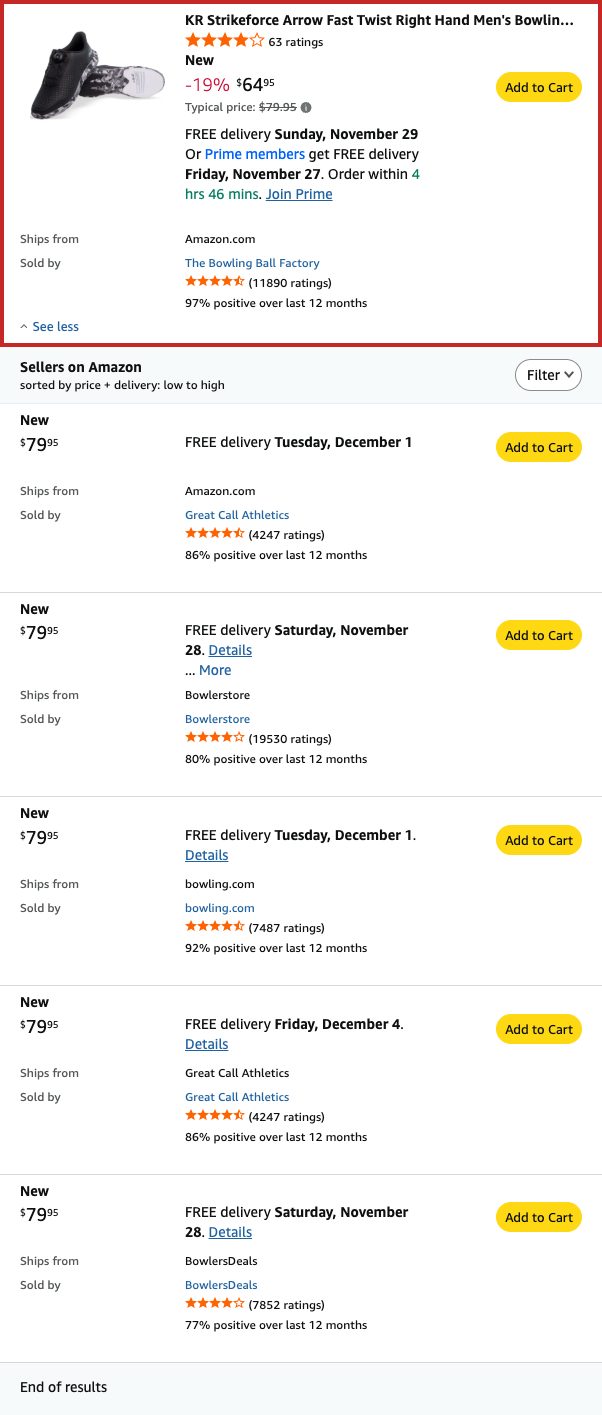 KR Strikeforce Arrow Fast Twist Right Hand Men's Bowlin...
63 ratings
New
-19% $64.95
Typical price: $79.95
FREE delivery Sunday, November 29
Or Prime members get FREE delivery
Friday, November 27. Order within 4
hrs 46 mins. Join Prime
Add to Cart
Ships from Amazon.com
Sold by The Bowling Ball Factory
(11890 ratings)
97% positive over last 12 months
See less
Sellers on Amazon
sorted by price + delivery: low to high
Filter
New
$79.95
FREE delivery Tuesday, December 1
Add to Cart
Ships from Amazon.com
Sold by Great Call Athletics
(4247 ratings)
86% positive over last 12 months
New
$79.95
FREE delivery Saturday, November
28. Details
... More
Add to Cart
Ships from Bowlerstore
Sold by Bowlerstore
(19530 ratings)
80% positive over last 12 months
New
$79.95
FREE delivery Tuesday, December 1.
Details
Add to Cart
Ships from bowling.com
Sold by bowling.com
(7487 ratings)
92% positive over last 12 months
New
$79.95
FREE delivery Friday, December 4.
Details
Add to Cart
Ships from Great Call Athletics
Sold by Great Call Athletics
(4247 ratings)
86% positive over last 12 months
New
$79.95
FREE delivery Saturday, November
28. Details
Add to Cart
Ships from BowlersDeals
Sold by BowlersDeals
(7852 ratings)
77% positive over last 12 months
End of results